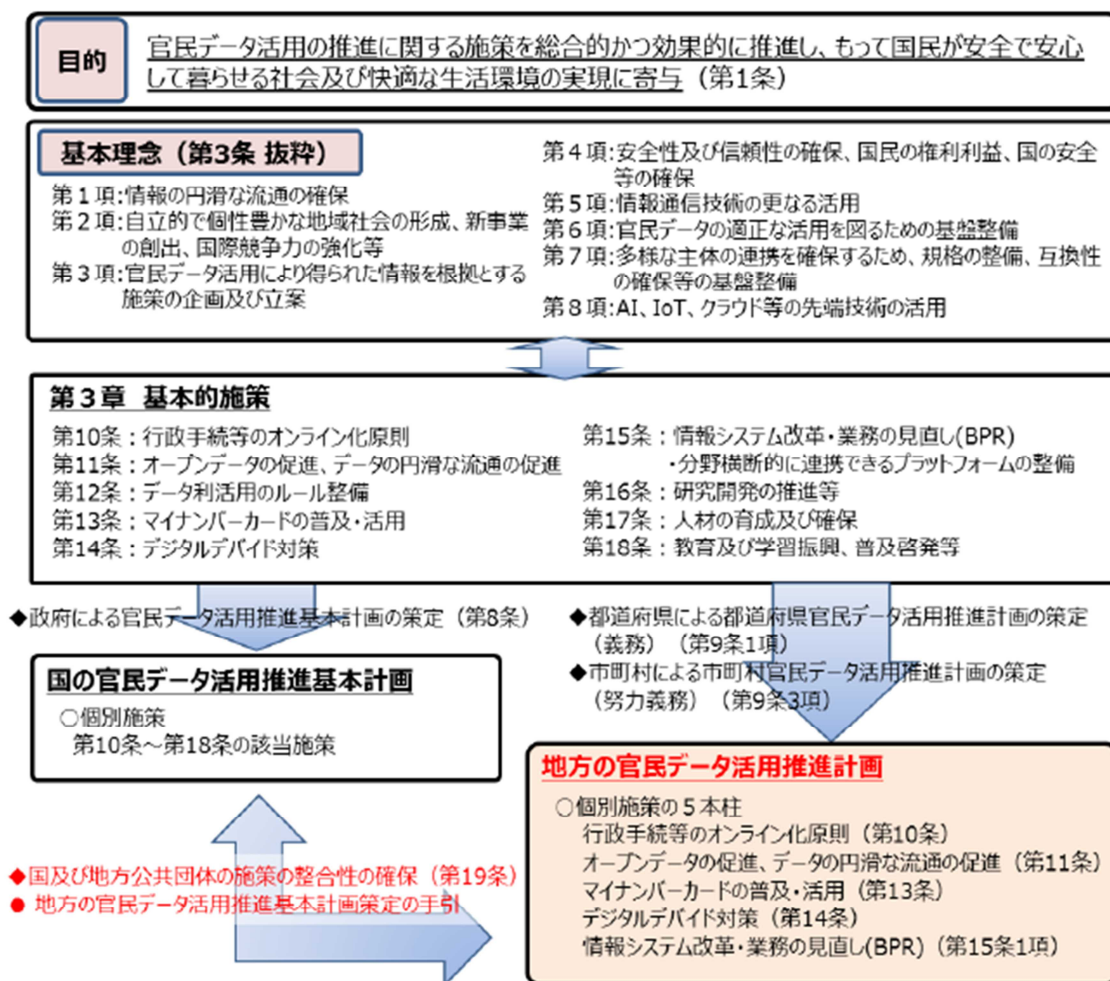 目的
官民データ活用の推進に関する施策を総合的かつ効果的に推進し、もって国民が安全で安心
して暮らせる社会及び快適な生活環境の実現に寄与（第1条）
基本理念（第3条 抜粋）
第１項:情報の円滑な流通の確保
第２項:自立的で個性豊かな地域社会の形成、新事業
の創出、国際競争力の強化等
第３項:官民データ活用により得られた情報を根拠とする
施策の企画及び立案
第４項:安全性及び信頼性の確保、国民の権利利益、国の安全
等の確保
第５項:情報通信技術の更なる活用
第６項:官民データの適正な活用を図るための基盤整備
第７項:多様な主体の連携を確保するため、規格の整備、互換性
の確保等の基盤整備
第８項:AI、IoT、クラウド等の先端技術の活用
第３章 基本的施策
第10条：行政手続等のオンライン化原則
第11条：オープンデータの促進、データの円滑な流通の促進
第12条：データ利活用のルール整備
第13条：マイナンバーカードの普及・活用
第14条：デジタルデバイド対策
第15条：情報システム改革・業務の見直し(BPR)
・分野横断的に連携できるプラットフォームの整備
第16条：研究開発の推進等
第17条：人材の育成及び確保
第18条：教育及び学習振興、普及啓発等
◆政府による官民データ活用推進基本計画の策定（第8条）
◆都道府県による都道府県官民データ活用推進計画の策定
（義務）（第9条1項）
◆市町村による市町村官民データ活用推進計画の策定
（努力義務）（第9条3項）
国の官民データ活用推進基本計画
○個別施策
第10条～第18条の該当施策
地方の官民データ活用推進計画
○個別施策の５本柱
行政手続等のオンライン化原則（第10条）
オープンデータの促進、データの円滑な流通の促進（第11条）
マイナンバーカードの普及・活用（第13条）
デジタルデバイド対策（第14条）
情報システム改革・業務の見直し(BPR)（第15条1項）
◆国及び地方公共団体の施策の整合性の確保（第19条）
● 地方の官民データ活用推進基本計画策定の手引